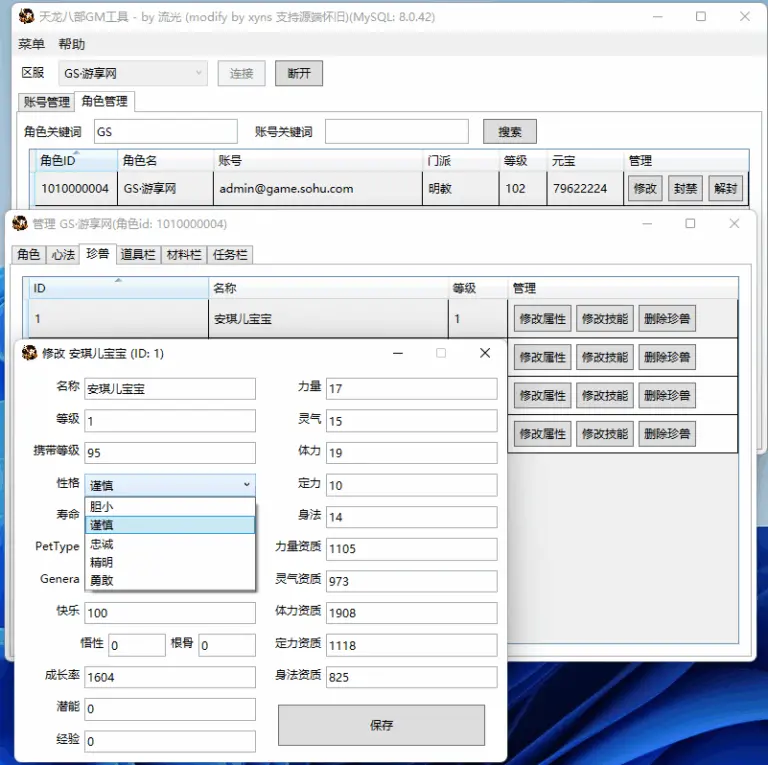 天龙八部GM工具 - by 流光 (modify by xyns 支持源端怀旧)(MySQL: 8.0.42)
菜单 帮助
区服 GS·游享网 连接 断开
账号管理 角色管理
角色关键词 GS 账号关键词 搜索
角色ID 角色名 账号 门派 等级 元宝 管理
1010000004 GS·游享网 admin@game.sohu.com 明教 102 79622224 修改 封禁 解封
管理 GS·游享网(角色id: 1010000004)
角色 心法 珍兽 道具栏 材料栏 任务栏
ID 名称 等级 管理
1 安琪儿宝宝 1 修改属性 修改技能 删除珍兽
修改属性 修改技能 删除珍兽
修改属性 修改技能 删除珍兽
修改属性 修改技能 删除珍兽
修改 安琪儿宝宝 (ID: 1)
名称 安琪儿宝宝 力量 17
等级 1 灵气 15
携带等级 95 体力 19
性格 谨慎 定力 10
胆小
寿命 谨慎 身法 14
PetType 忠诚 力量资质 1105
精明
Genera 勇敢 灵气资质 973
快乐 100 体力资质 1908
悟性 0 根骨 0 定力资质 1118
成长率 1604 身法资质 825
潜能 0
保存
经验 0